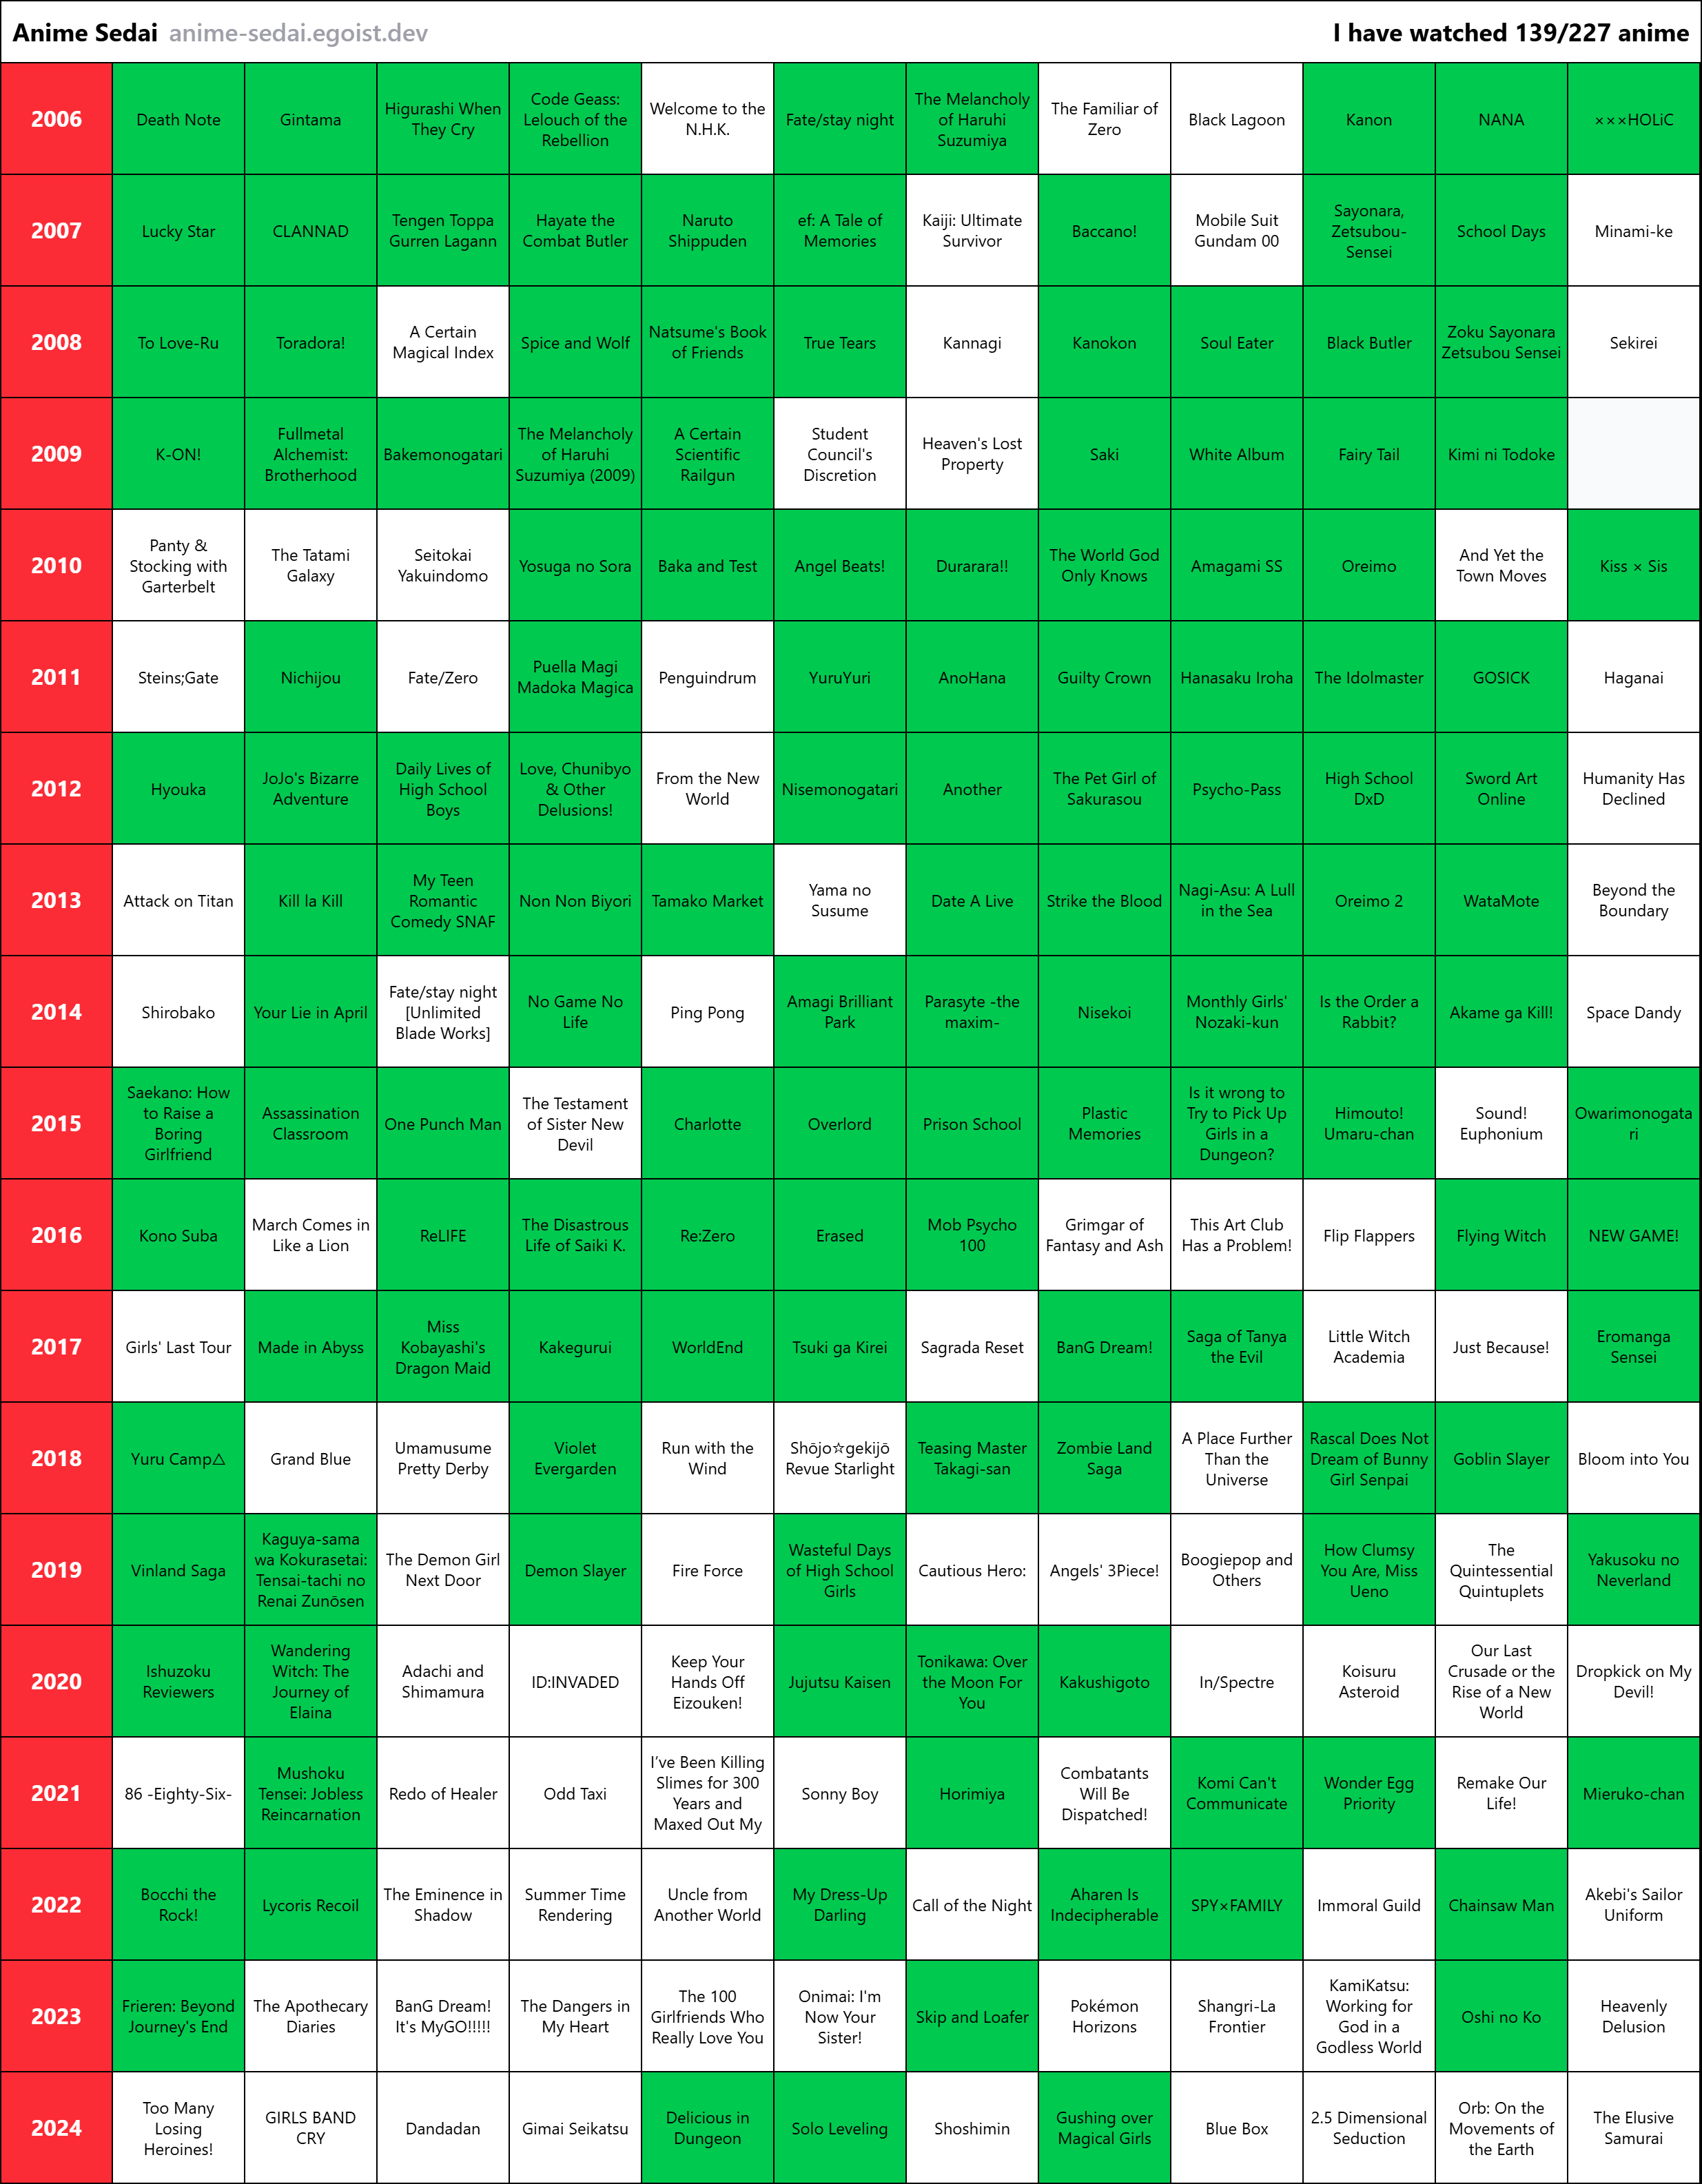 Anime Sedai anime-sedai.egoist.dev
I have watched 139/227 anime
2006
Death Note
Gintama
Higurashi When
They Cry
Code Geass:
Lelouch of the
Rebellion
Welcome to the
N.H.K.
Fate/stay night
The Melancholy
of Haruhi
Suzumiya
The Familiar of
Zero
Black Lagoon
Kanon
NANA
×××HOLiC
2007
Lucky Star
CLANNAD
Tengen Toppa
Gurren Lagann
Hayate the
Combat Butler
Naruto
Shippuden
ef: A Tale of
Memories
Kaiji: Ultimate
Survivor
Baccano!
Mobile Suit
Gundam 00
Sayonara,
Zetsubou-
Sensei
School Days
Minami-ke
2008
To Love-Ru
Toradora!
A Certain
Magical Index
Spice and Wolf
Natsume's Book
of Friends
True Tears
Kannagi
Kanokon
Soul Eater
Black Butler
Zoku Sayonara
Zetsubou Sensei
Sekirei
2009
K-ON!
Fullmetal
Alchemist:
Brotherhood
Bakemonogatari
The Melancholy
of Haruhi
Suzumiya (2009)
A Certain
Scientific
Railgun
Student
Council's
Discretion
Heaven's Lost
Property
Saki
White Album
Fairy Tail
Kimi ni Todoke
2010
Panty &
Stocking with
Garterbelt
The Tatami
Galaxy
Seitokai
Yakuindomo
Yosuga no Sora
Baka and Test
Angel Beats!
Durarara!!
The World God
Only Knows
Amagami SS
Oreimo
And Yet the
Town Moves
Kiss × Sis
2011
Steins;Gate
Nichijou
Fate/Zero
Puella Magi
Madoka Magica
Penguindrum
YuruYuri
AnoHana
Guilty Crown
Hanasaku Iroha
The Idolmaster
GOSICK
Haganai
2012
Hyouka
JoJo's Bizarre
Adventure
Daily Lives of
High School
Boys
Love, Chunibyo
& Other
Delusions!
From the New
World
Nisemonogatari
Another
The Pet Girl of
Sakurasou
Psycho-Pass
High School
DxD
Sword Art
Online
Humanity Has
Declined
2013
Attack on Titan
Kill la Kill
My Teen
Romantic
Comedy SNAF
Non Non Biyori
Tamako Market
Yama no
Susume
Date A Live
Strike the Blood
Nagi-Asu: A Lull
in the Sea
Oreimo 2
WataMote
Beyond the
Boundary
2014
Shirobako
Your Lie in April
Fate/stay night
[Unlimited
Blade Works]
No Game No
Life
Ping Pong
Amagi Brilliant
Park
Parasyte -the
maxim-
Nisekoi
Monthly Girls'
Nozaki-kun
Is the Order a
Rabbit?
Akame ga Kill!
Space Dandy
2015
Saekano: How
to Raise a
Boring
Girlfriend
Assassination
Classroom
One Punch Man
The Testament
of Sister New
Devil
Charlotte
Overlord
Prison School
Plastic
Memories
Is it wrong to
Try to Pick Up
Girls in a
Dungeon?
Himouto!
Umaru-chan
Sound!
Euphonium
Owarimonogata
ri
2016
Kono Suba
March Comes in
Like a Lion
ReLIFE
The Disastrous
Life of Saiki K.
Re:Zero
Erased
Mob Psycho
100
Grimgar of
Fantasy and Ash
This Art Club
Has a Problem!
Flip Flappers
Flying Witch
NEW GAME!
2017
Girls' Last Tour
Made in Abyss
Miss
Kobayashi's
Dragon Maid
Kakegurui
WorldEnd
Tsuki ga Kirei
Sagrada Reset
BanG Dream!
Saga of Tanya
the Evil
Little Witch
Academia
Just Because!
Eromanga
Sensei
2018
Yuru Camp△
Grand Blue
Umamusume
Pretty Derby
Violet
Evergarden
Run with the
Wind
Shōjo☆gekijō
Revue Starlight
Teasing Master
Takagi-san
Zombie Land
Saga
A Place Further
Than the
Universe
Rascal Does Not
Dream of Bunny
Girl Senpai
Goblin Slayer
Bloom into You
2019
Vinland Saga
Kaguya-sama
wa Kokurasetai:
Tensai-tachi no
Renai Zunōsen
The Demon Girl
Next Door
Demon Slayer
Fire Force
Wasteful Days
of High School
Girls
Cautious Hero:
Angels' 3Piece!
Boogiepop and
Others
How Clumsy
You Are, Miss
Ueno
The
Quintessential
Quintuplets
Yakusoku no
Neverland
2020
Ishuzoku
Reviewers
Wandering
Witch: The
Journey of
Elaina
Adachi and
Shimamura
ID:INVADED
Keep Your
Hands Off
Eizouken!
Jujutsu Kaisen
Tonikawa: Over
the Moon For
You
Kakushigoto
In/Spectre
Koisuru
Asteroid
Our Last
Crusade or the
Rise of a New
World
Dropkick on My
Devil!
2021
86 -Eighty-Six-
Mushoku
Tensei: Jobless
Reincarnation
Redo of Healer
Odd Taxi
I've Been Killing
Slimes for 300
Years and
Maxed Out My
Sonny Boy
Horimiya
Combatants
Will Be
Dispatched!
Komi Can't
Communicate
Wonder Egg
Priority
Remake Our
Life!
Mieruko-chan
2022
Bocchi the
Rock!
Lycoris Recoil
The Eminence in
Shadow
Summer Time
Rendering
Uncle from
Another World
My Dress-Up
Darling
Call of the Night
Aharen Is
Indecipherable
SPY×FAMILY
Immoral Guild
Chainsaw Man
Akebi's Sailor
Uniform
2023
Frieren: Beyond
Journey's End
The Apothecary
Diaries
BanG Dream!
It's MyGO!!!!!
The Dangers in
My Heart
The 100
Girlfriends Who
Really Love You
Onimai: I'm
Now Your
Sister!
Skip and Loafer
Pokémon
Horizons
Shangri-La
Frontier
KamiKatsu:
Working for
God in a
Godless World
Oshi no Ko
Heavenly
Delusion
2024
Too Many
Losing
Heroines!
GIRLS BAND
CRY
Dandadan
Gimai Seikatsu
Delicious in
Dungeon
Solo Leveling
Shoshimin
Gushing over
Magical Girls
Blue Box
2.5 Dimensional
Seduction
Orb: On the
Movements of
the Earth
The Elusive
Samurai